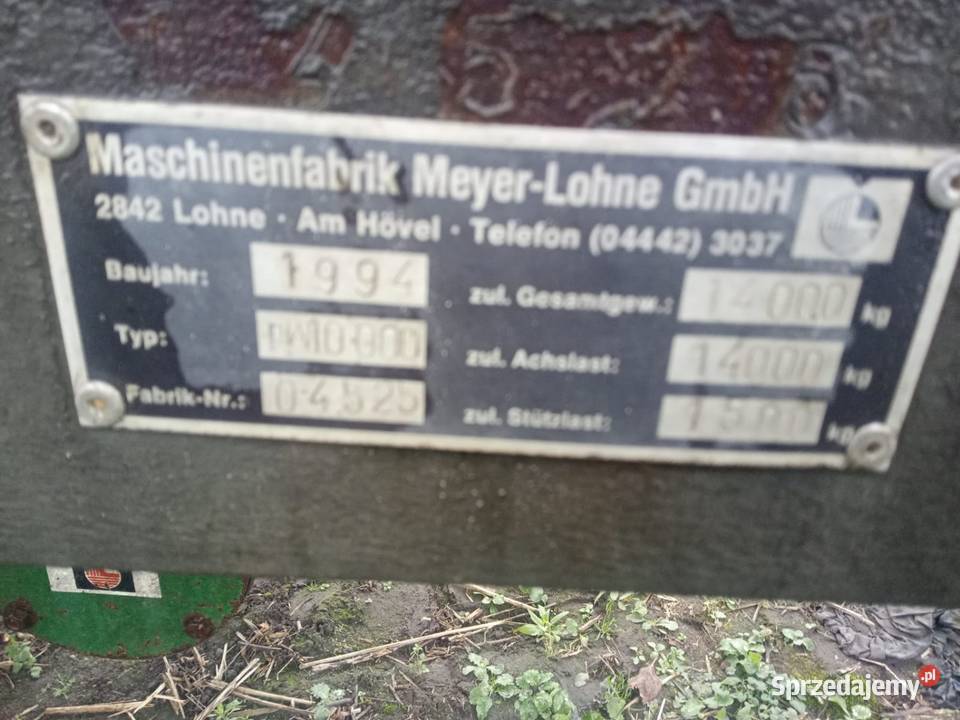 Maschinenfabrik Meyer-Lohne GmbH
2842 Lohne · Am Hövel · Telefon (04442) 3037
Baujahr: 1994
zul. Gesamtgew.: 14000 kg
Typ: 10000
zul. Achslast: 14000 kg
Fabrik-Nr.: 04525
zul. Stützlast: kg
Sprzedajemy.pl